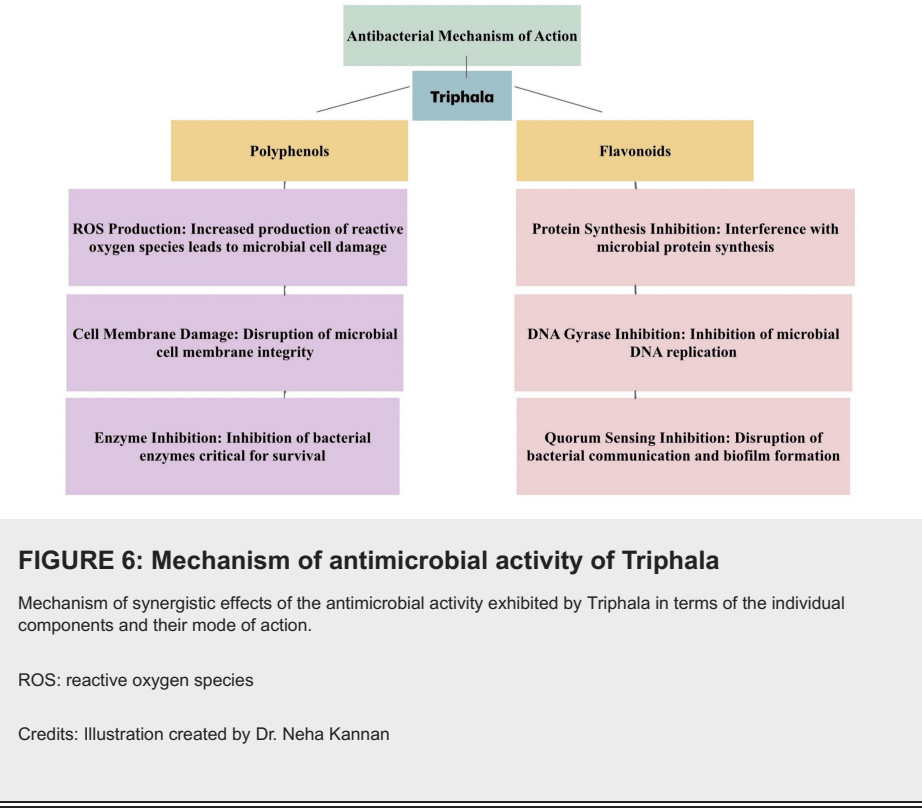 Antibacterial Mechanism of Action
Triphala
Polyphenols
ROS Production: Increased production of reactive
oxygen species leads to microbial cell damage
Cell Membrane Damage: Disruption of microbial
cell membrane integrity
Enzyme Inhibition: Inhibition of bacterial
enzymes critical for survival
Flavonoids
Protein Synthesis Inhibition: Interference with
microbial protein synthesis
DNA Gyrase Inhibition: Inhibition of microbial
DNA replication
Quorum Sensing Inhibition: Disruption of
bacterial communication and biofilm formation
FIGURE 6: Mechanism of antimicrobial activity of Triphala
Mechanism of synergistic effects of the antimicrobial activity exhibited by Triphala in terms of the individual
components and their mode of action.
ROS: reactive oxygen species
Credits: Illustration created by Dr. Neha Kannan